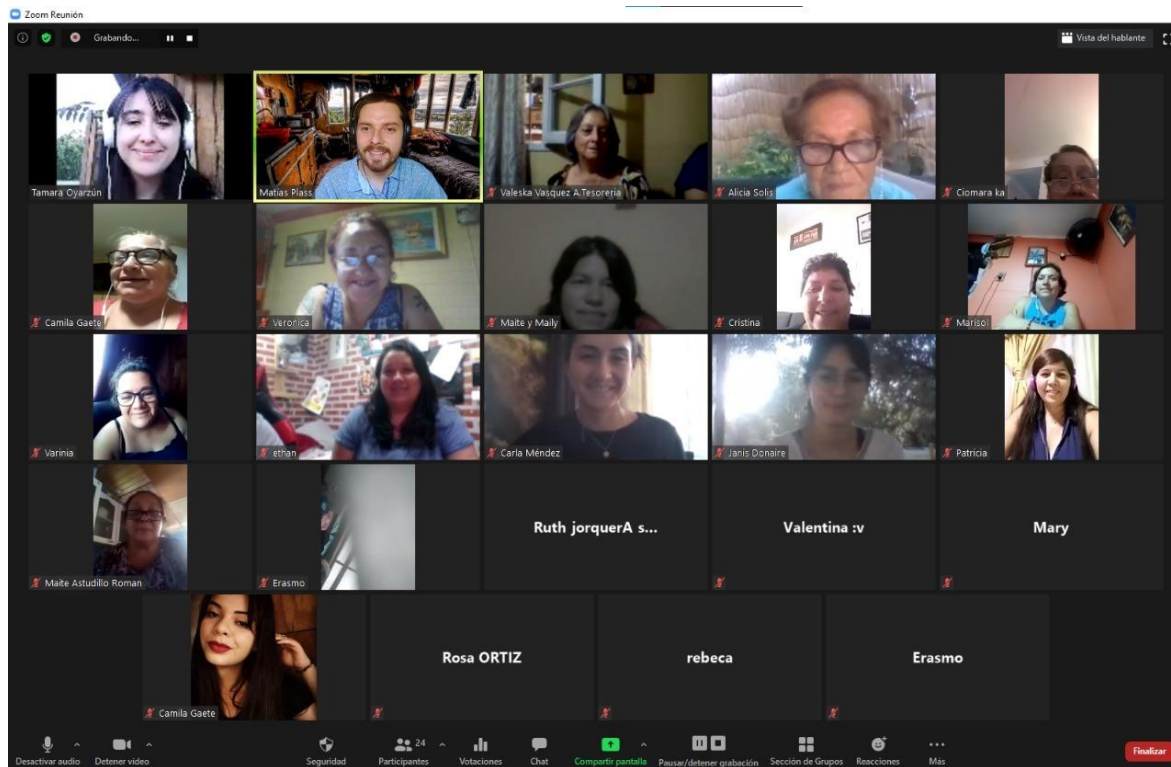 Zoom Reunión
Grabando...
Vista del hablante
Tamara Oyarzún
Matías Plass
Valeska Vasquez A.Tesoreria
Alicia Solis
Ciomara ka
Camila Gaete
Veronica
Maite y Maily
Cristina
Marisol
Varinia
ethan
Carla Méndez
Janis Donaire
Patricia
Maite Astudillo Roman
Erasmo
Ruth jorquerA s...
Valentina :v
Mary
Camila Gaete
Rosa ORTIZ
rebeca
Erasmo
Desactivar audio
Detener video
Seguridad
24
Participantes
Votaciones
Chat
Compartir pantalla
Pausar/detener grabación
Sección de Grupos
Reacciones
Más
Finalizar